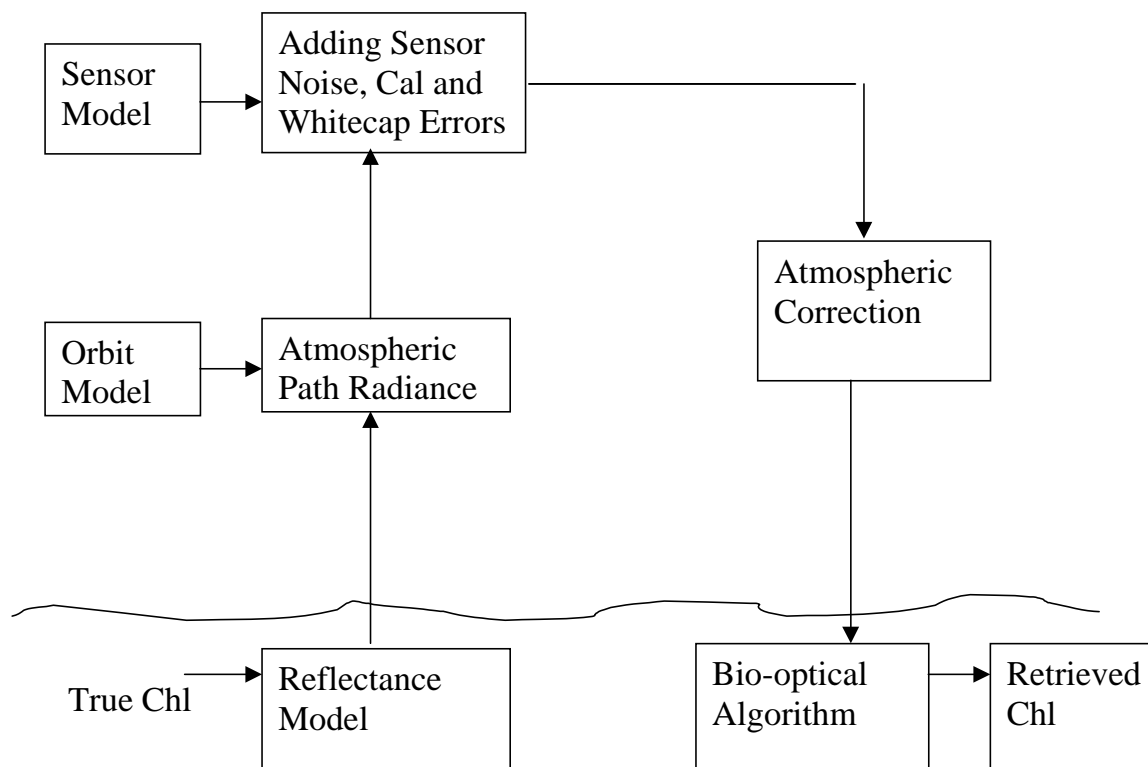 Sensor
Model
Adding Sensor
Noise, Cal and
Whitecap Errors
Atmospheric
Correction
Orbit
Model
Atmospheric
Path Radiance
True Chl
Reflectance
Model
Bio-optical
Algorithm
Retrieved
Chl